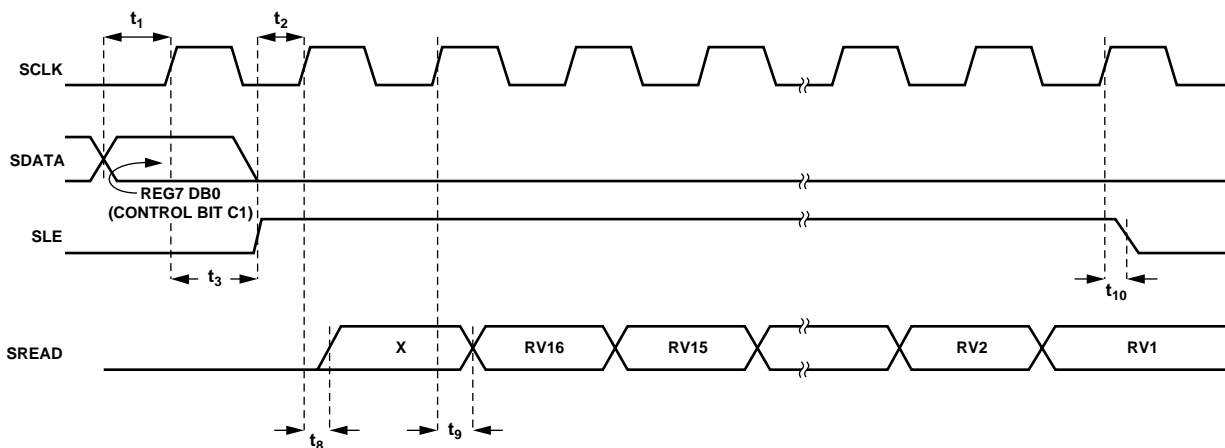 t1
t2
SCLK
SDATA
REG7 DB0
(CONTROL BIT C1)
SLE
t3
t10
SREAD
X
RV16
RV15
RV2
RV1
t8
t9